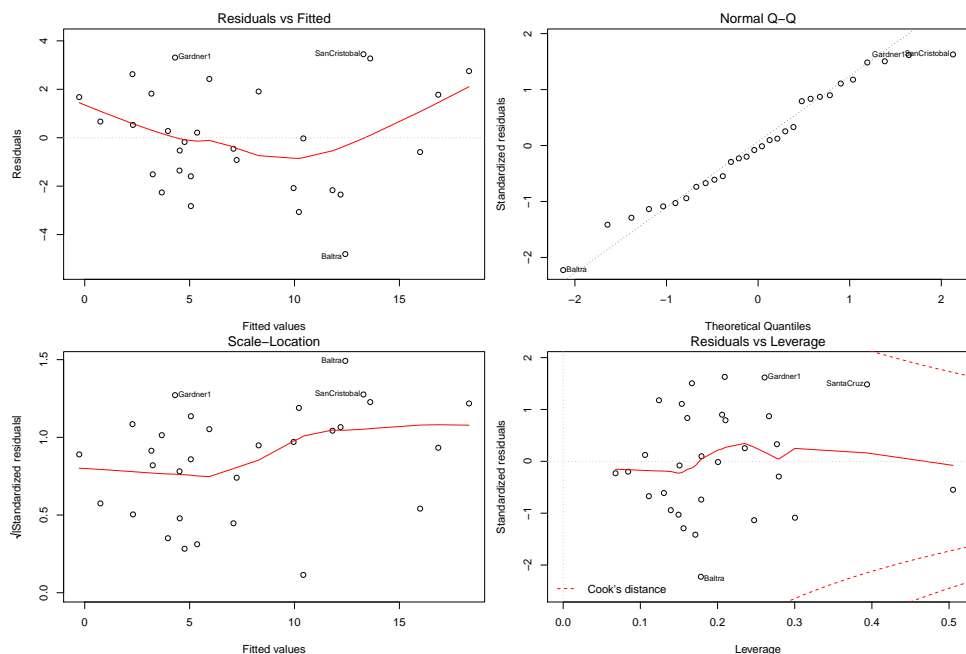 Residuals vs Fitted
Residuals
4
2
0
-2
-4
Gardner1
SanCristobal
Baltra
0
5
10
15
Fitted values
Normal Q−Q
Standardized residuals
2
1
0
-1
-2
Gardner1
SanCristobal
Baltra
-2
-1
0
1
2
Theoretical Quantiles
Scale−Location
√|Standardized residuals|
1.5
1.0
0.5
0.0
Baltra
Gardner1
SanCristobal
0
5
10
15
Fitted values
Residuals vs Leverage
Standardized residuals
2
1
0
-1
-2
Gardner1
SantaCruz
Baltra
Cook's distance
0.0
0.1
0.2
0.3
0.4
0.5
Leverage